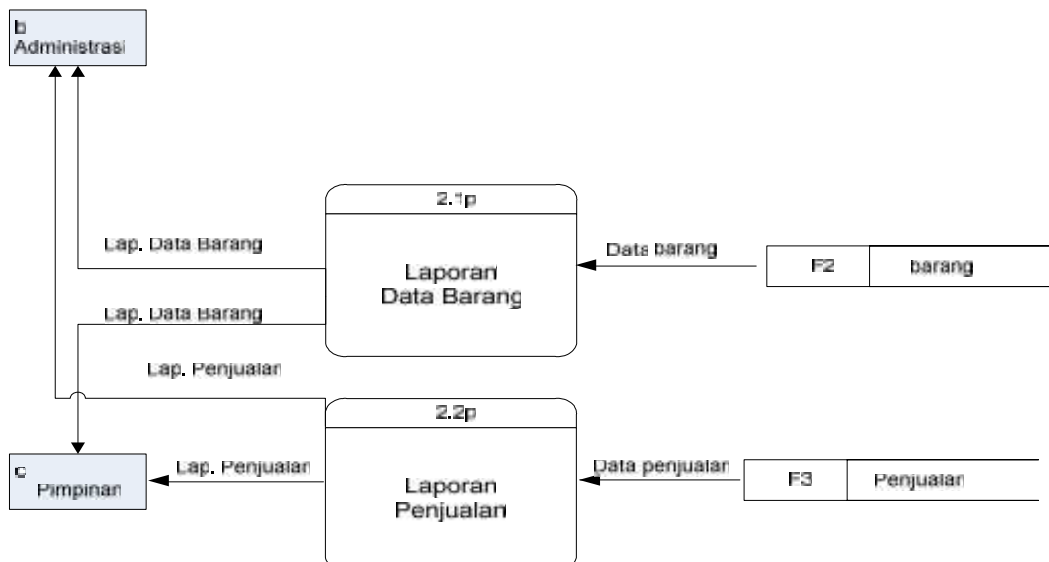 b
Administrasi
2.1p
Lap. Data Barang
Data barang
F2
barang
Laporan
Data Barang
Lap. Data Barang
Lap. Penjualan
2.2p
c
Pimpinan
Lap. Penjualan
Data penjualan
F3
Penjualan
Laporan
Penjualan